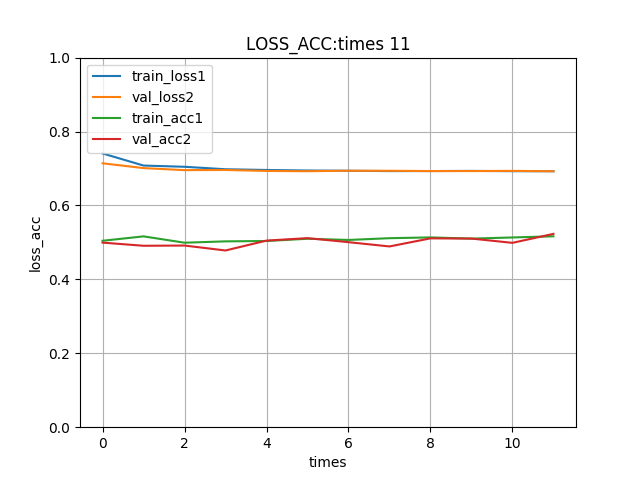 LOSS_ACC:times 11
1.0
train_loss1
val_loss2
train_acc1
val_acc2
0.8
0.6
loss_acc
0.4
0.2
0.0
0 2 4 6 8 10
times